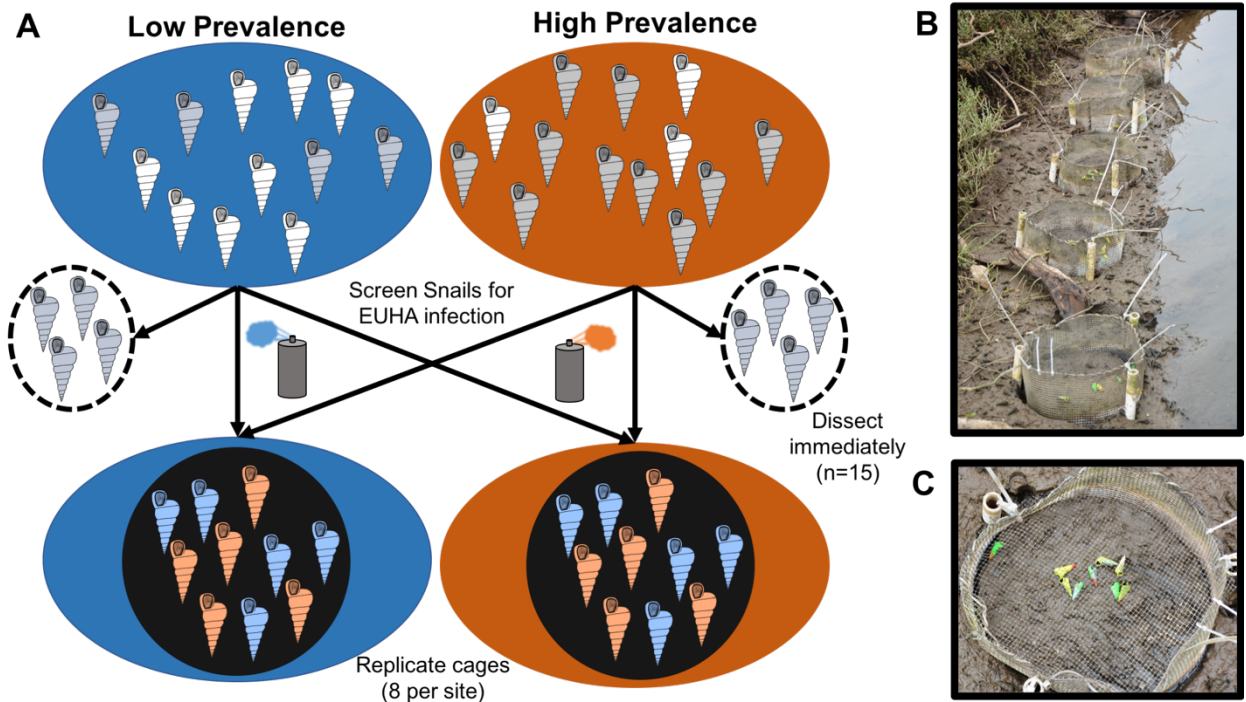 A
Low Prevalence
High Prevalence
Screen Snails for
EUHA infection
Dissect
immediately
(n=15)
Replicate cages
(8 per site)
B
C